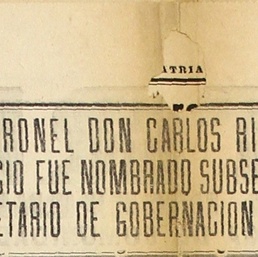 ATRIA
RONEL DON CARLOS RI
CIO FUE NOMBRADO SUBSE
ETARIO DE GOBERNACION